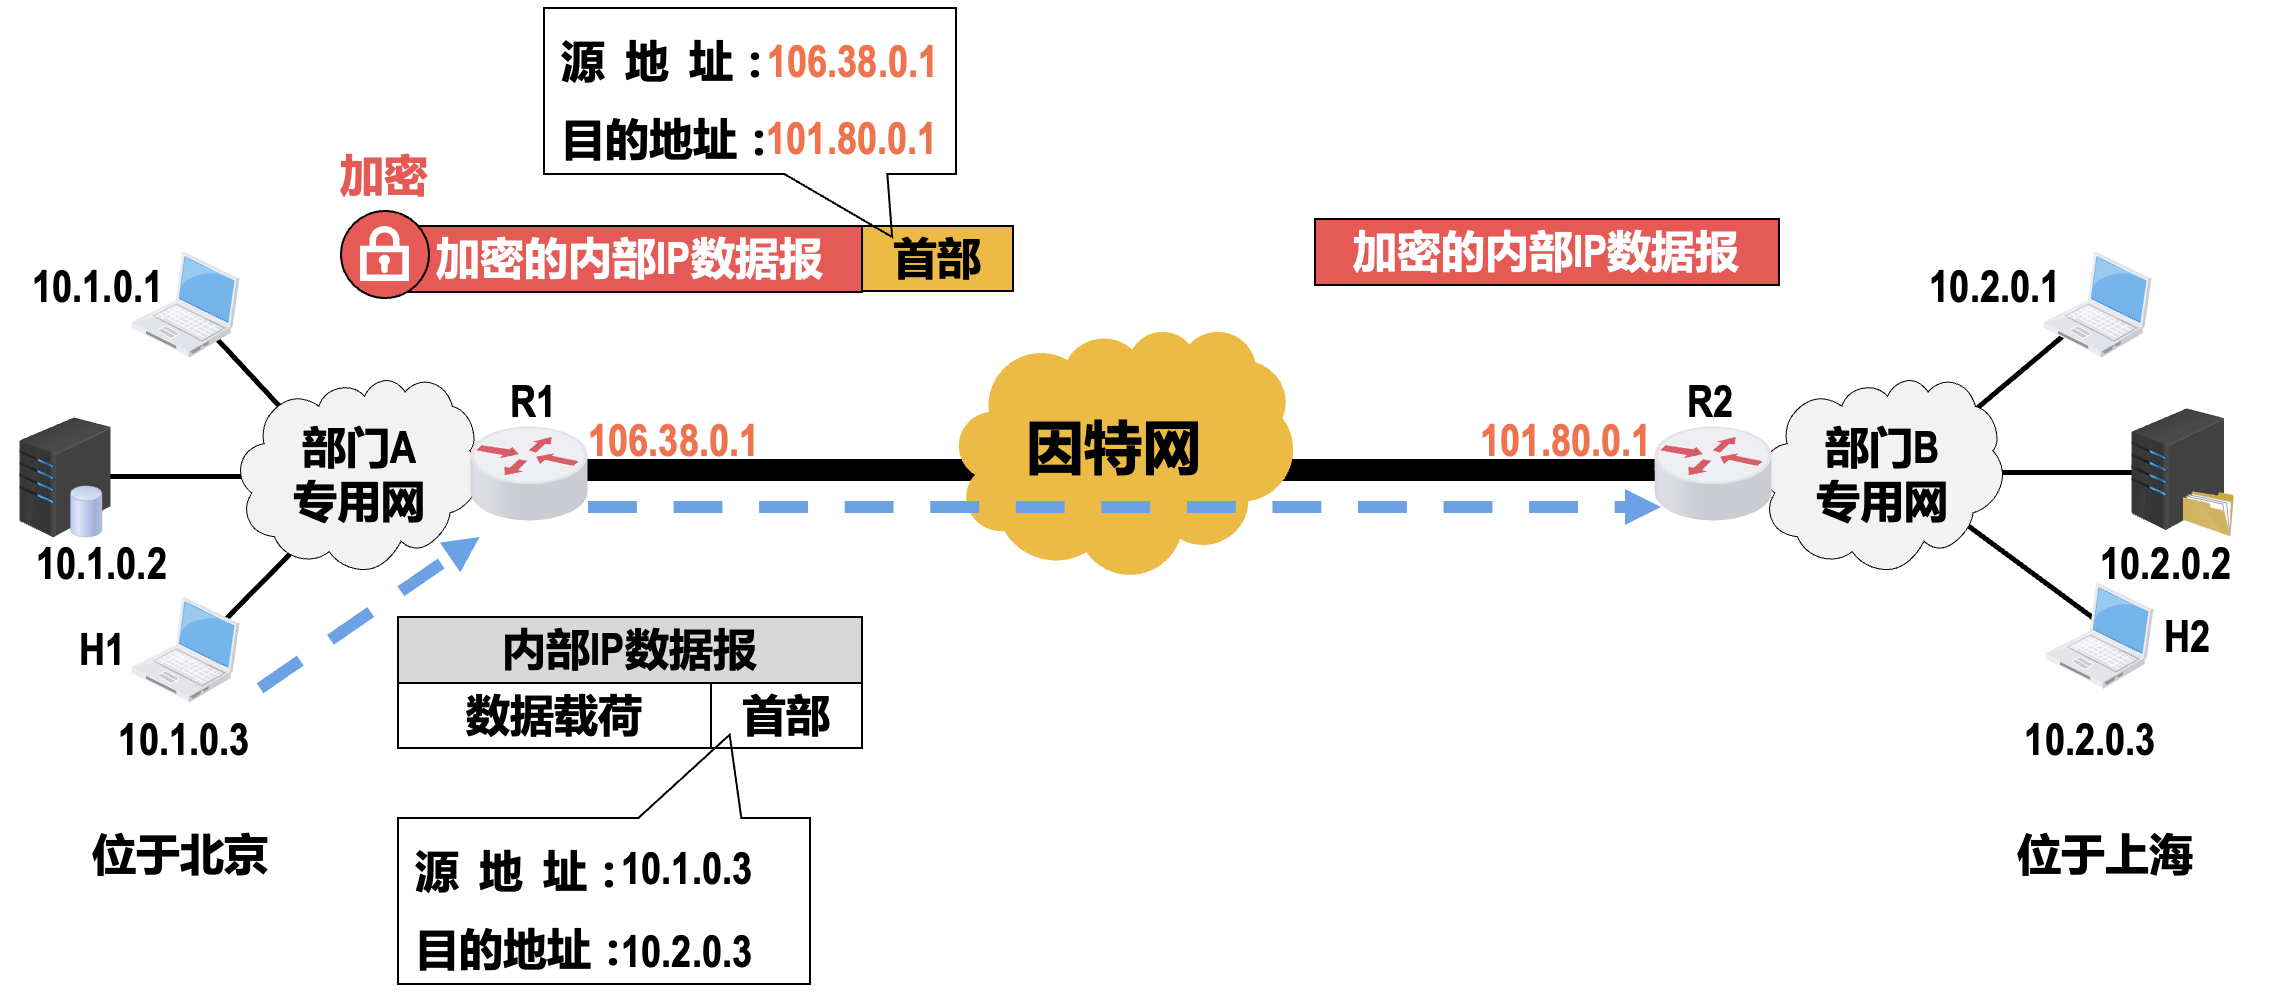 源地址:106.38.0.1
目的地址:101.80.0.1
加密
加密的内部IP数据报
首部
加密的内部IP数据报
10.1.0.1
10.2.0.1
R1
R2
106.38.0.1
101.80.0.1
部门A
专用网
因特网
部门B
专用网
10.1.0.2
10.2.0.2
H1
H2
内部IP数据报
数据载荷
首部
10.1.0.3
10.2.0.3
位于北京
位于上海
源地址:10.1.0.3
目的地址:10.2.0.3